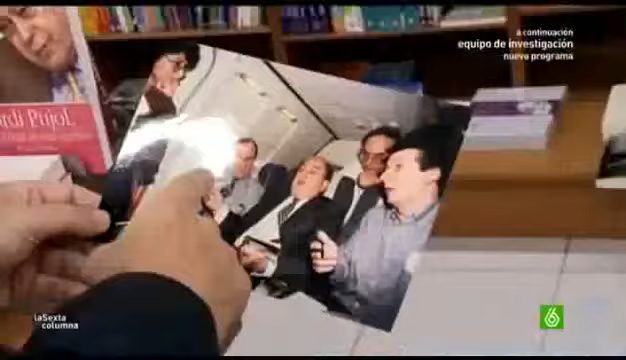 a continuación
equipo de investigación
nuevo programa
rdi Pujol
laSexta
columna
6